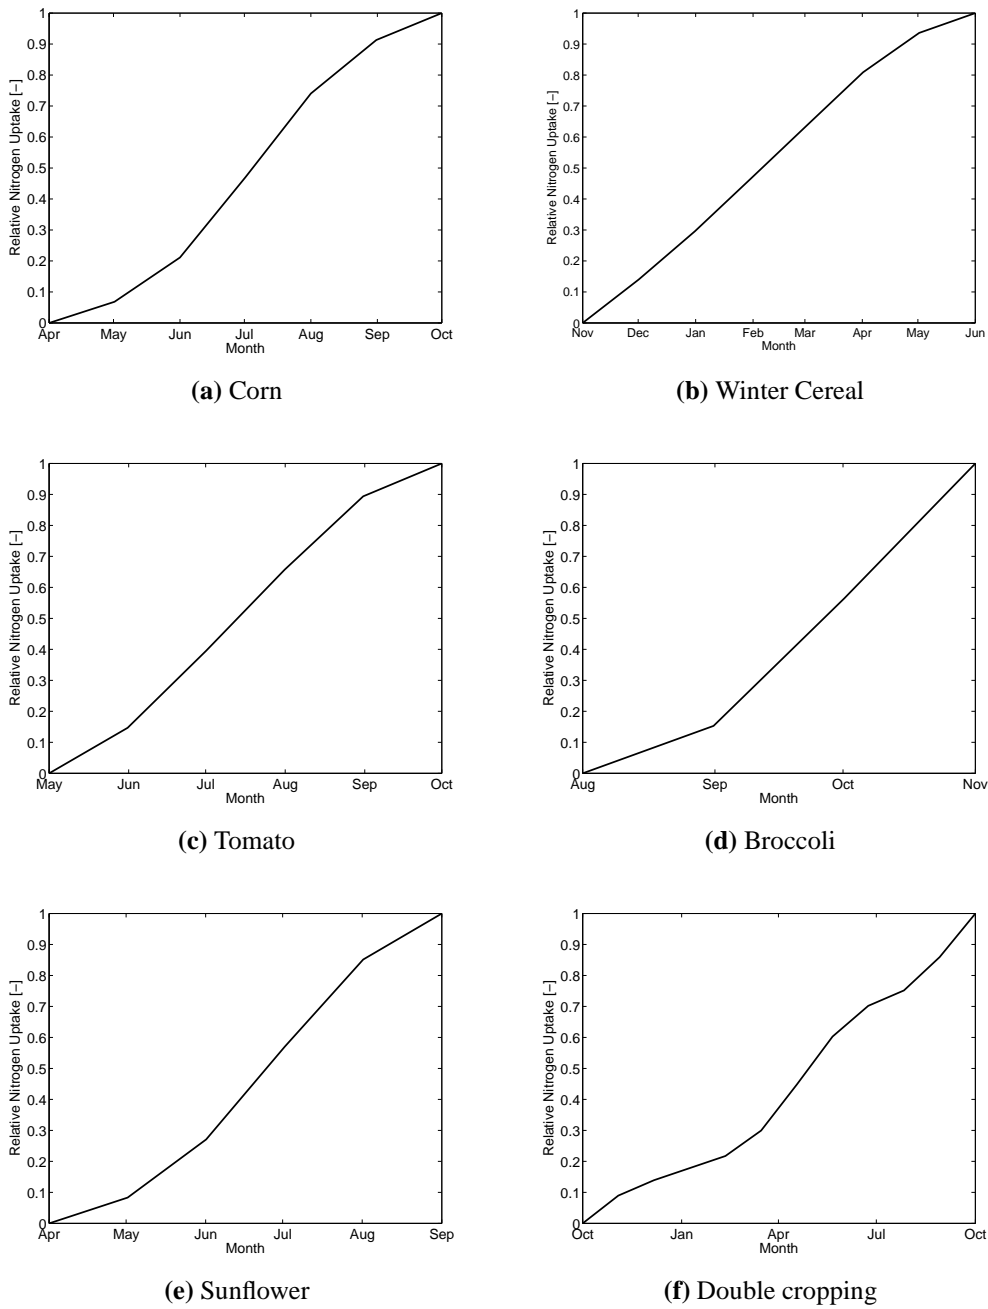 1
0.9
0.8
0.7
0.6
0.5
0.4
0.3
0.2
0.1
0
Relative Nitrogen Uptake [−]
Apr May Jun Jul Aug Sep Oct
Month
(a) Corn
1
0.9
0.8
0.7
0.6
0.5
0.4
0.3
0.2
0.1
0
Relative Nitrogen Uptake [−]
Nov Dec Jan Feb Mar Apr May Jun
Month
(b) Winter Cereal
1
0.9
0.8
0.7
0.6
0.5
0.4
0.3
0.2
0.1
0
Relative Nitrogen Uptake [−]
May Jun Jul Aug Sep Oct
Month
(c) Tomato
1
0.9
0.8
0.7
0.6
0.5
0.4
0.3
0.2
0.1
0
Relative Nitrogen Uptake [−]
Aug Sep Oct Nov
Month
(d) Broccoli
1
0.9
0.8
0.7
0.6
0.5
0.4
0.3
0.2
0.1
0
Relative Nitrogen Uptake [−]
Apr May Jun Jul Aug Sep
Month
(e) Sunflower
1
0.9
0.8
0.7
0.6
0.5
0.4
0.3
0.2
0.1
0
Relative Nitrogen Uptake [−]
Oct Jan Apr Jul Oct
Month
(f) Double cropping